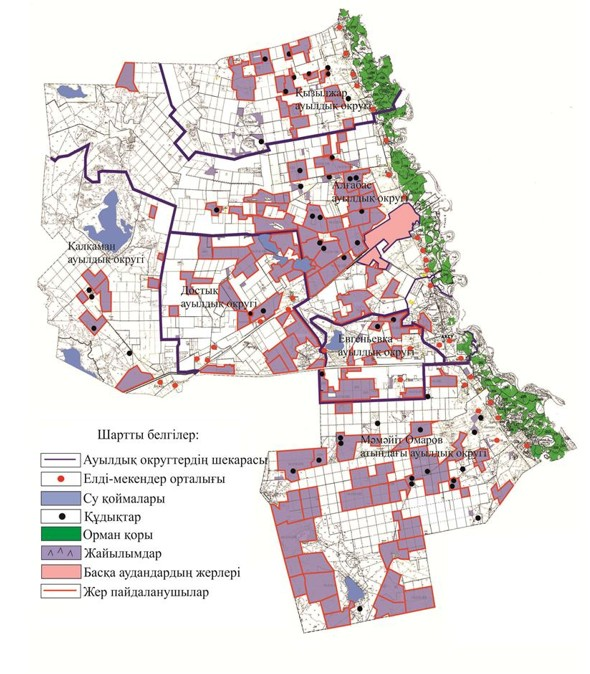 Қызылжар
ауылдық округі
Алғабас
ауылдық округі
Қалқаман
ауылдық округі
Достық
ауылдық округі
Евгеньевка
ауылдық округі
Мәмәйіт Омаров
атындағы ауылдық округі
Шартты белгілер:
Ауылдық округтердің шекарасы
Елді-мекендер орталығы
Су қоймалары
Құдықтар
Орман қоры
Жайылымдар
Басқа аудандардың жерлері
Жер пайдаланушылар